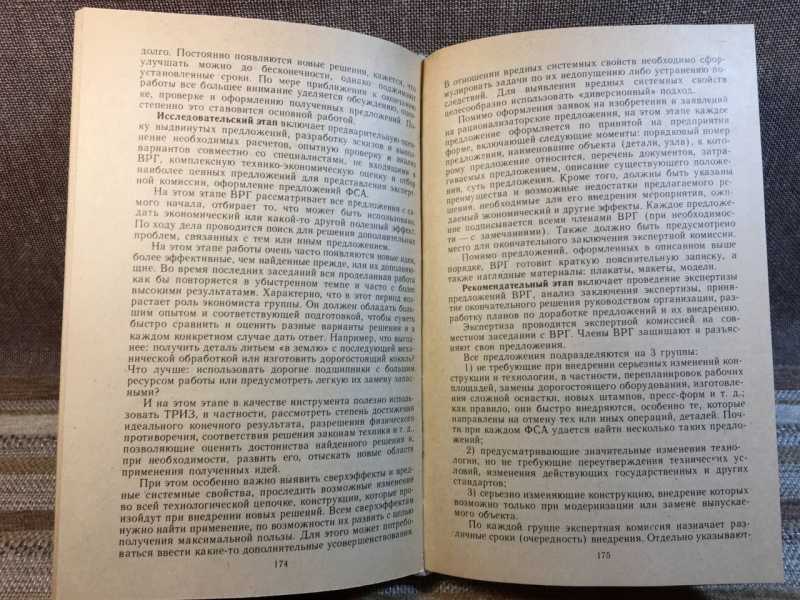 долго. Постоянно появляются новые решения, кажется, что
улучшать можно до бесконечности, однако поджимают
установленные сроки. По мере приближения к окончанию
работы все большее внимание уделяется обсуждению, оцен-
ке, проверке и оформлению полученных предложений. По-
степенно это становится основной работой.
Исследовательский этап включает предварительную оцен-
ку выдвинутых предложений, разработку эскизов и выпол-
нение необходимых расчетов, опытную проверку и анализ
вариантов совместно со специалистами, не входящими в
ВРГ, комплексную технико-экономическую оценку и отбор
наиболее ценных предложений для представления эксперт-
ной комиссии, оформление предложений ФСА.
На этом этапе ВРГ рассматривает все предложения с са-
мого начала, отбирает то, что может быть использовано,
дать экономический или какой-то другой полезный эффект.
По ходу дела проводится поиск для решения дополнительных
проблем, связанных с тем или иным предложением.
На этом этапе работы очень часто появляются новые идеи,
более эффективные, чем найденные прежде, или их дополняю-
щие. Во время последних заседаний вся проделанная работа
как бы повторяется в убыстренном темпе и часто с более
высокими результатами. Характерно, что в этот период воз-
растает роль экономиста группы. Он должен обладать боль-
шим опытом и соответствующей подготовкой, чтобы суметь
быстро сравнить и оценить разные варианты решения и в
каждом конкретном случае дать ответ. Например, что выгод-
нее: получить деталь литьем «в землю» с последующей меха-
нической обработкой или изготовить дорогостоящий кокиль?
Что лучше: использовать дорогие подшипники с большим
ресурсом работы или предусмотреть легкую их замену запас-
ными?
И на этом этапе в качестве инструмента полезно исполь-
зовать ТРИЗ, в частности, рассмотреть степень достижения
идеального конечного результата, разрешения физического
противоречия, соответствия решения законам техники и т. д.,
позволяющие оценить достоинства найденного решения и,
при необходимости, развить его, отыскать новые области
применения полученных идей.
При этом особенно важно выявить сверхэффекты и вред-
ные системные свойства, проследить возможные изменения
во всей технологической цепочке, конструкции, которые про-
изойдут при внедрении новых решений. Всем сверхэффектам
нужно найти применение, по возможности их развить с целью
получения максимальной пользы. Для этого может потребо-
ваться ввести какие-то дополнительные усовершенствования.
174
В отношении вредных системных свойств необходимо сфор-
мулировать задачи по их недопущению либо устранению по-
следствий. Для выявления вредных системных свойств
целесообразно использовать «диверсионный» подход.
Помимо оформления заявок на изобретения и заявлений
на рационализаторские предложения, на этом этапе каждое
предложение оформляется по принятой на предприятии
форме, включающей следующие моменты: порядковый номер
предложения, наименование объекта (детали, узла), к ко-
рому предложение относится, перечень документов, затра-
гиваемых предложением, описание существующего положе-
ния, суть предложения. Кроме того, должны быть указаны
преимущества и возможные недостатки предлагаемого ре-
шения, необходимые для его внедрения мероприятия, ожи-
даемый экономический и другие эффекты. Каждое предложе-
ние подписывается всеми членами ВРГ (при необходимос-
ти — с замечаниями). Также должно быть предусмотрено
место для окончательного заключения экспертной комиссии.
Помимо предложений, оформленных в описанном выше
порядке, ВРГ готовит краткую пояснительную записку, а
также наглядные материалы: плакаты, макеты, модели.
Рекомендательный этап включает проведение экспертизы
предложений ВРГ, анализ заключения экспертизы, приня-
тие окончательного решения руководством организации, раз-
работку планов по доработке предложений и их внедрению.
Экспертиза проводится экспертной комиссией на сов-
местном заседании с ВРГ. Члены ВРГ защищают и разъяс-
няют свои предложения.
Все предложения подразделяются на 3 группы:
1) не требующие при внедрении серьезных изменений кон-
струкции и технологии, в частности, перепланировок рабочих
площадей, замены дорогостоящего оборудования, изготовле-
ния сложной оснастки, новых штампов, пресс-форм и т. д.;
как правило, они быстро внедряются, особенно те, которые
направлены на отмену тех или иных операций, деталей. Поч-
ти при каждом ФСА удается найти несколько таких предло-
жений;
2) предусматривающие значительные изменения техно-
логии, но не требующие переутверждения технических усло-
вий, изменения действующих государственных и других
стандартов;
3) серьезно изменяющие конструкцию, внедрение которых
возможно только при модернизации или замене выпускае-
мого объекта.
По каждой группе экспертная комиссия назначает раз-
личные сроки (очередность) внедрения. Отдельно указывают-
175